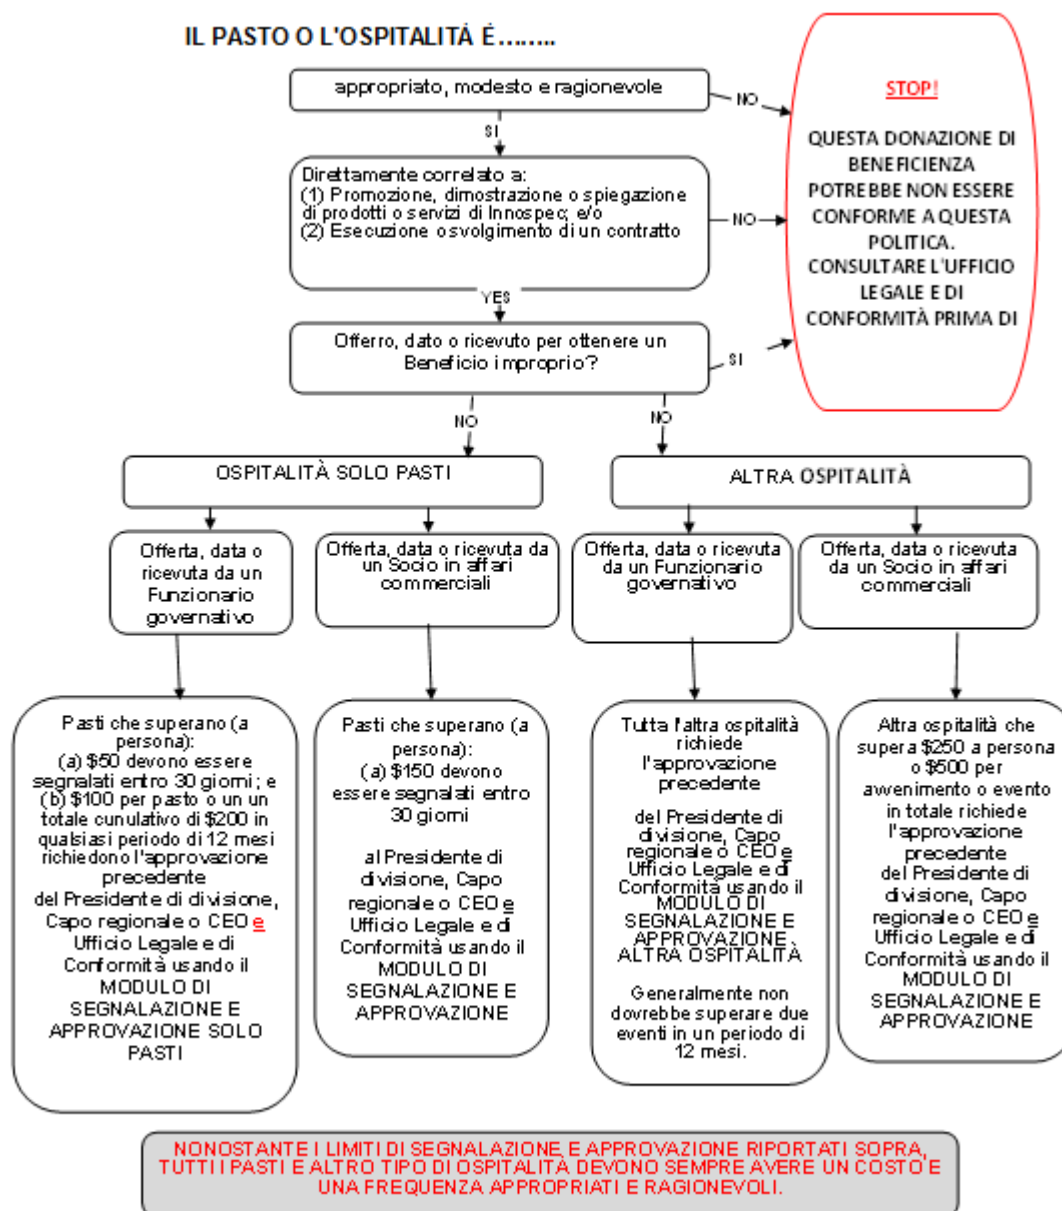 IL PASTO O L'OSPITALITÀ È........
appropriato, modesto e ragionevole
NO
SI
STOP!
QUESTA DONAZIONE DI
BENEFICIENZA
POTREBBE NON ESSERE
CONFORME A QUESTA
POLITICA.
CONSULTARE L'UFFICIO
LEGALE E DI
CONFORMITÀ PRIMA DI
Direttamente correlato a:
(1) Promozione, dimostrazione o spiegazione
di prodotti o servizi di Innospec; e/o
(2) Esecuzione o svolgimento di un contratto
NO
YES
Offerro, dato o ricevuto per ottenere un
Beneficio improprio?
SI
NO
NO
OSPITALITÀ SOLO PASTI
ALTRA OSPITALITÀ
Offerta, data o
ricevuta da un
Funzionario
governativo
Offerta, data o ricevuta da
un Socio in affari
commerciali
Offerta, data o ricevuta
da un Funzionario
governativo
Offerta, data o ricevuta
da un Socio in affari
commerciali
Pasti che superano (a
persona):
(a) $50 devono essere
segnalati entro 30 giorni; e
(b) $100 per pasto o un un
totale cunulativo di $200 in
qualsiasi periodo di 12 mesi
richiedono l'approvazione
precedente
del Presidente di divisione,
Capo regionale o CEO e
Ufficio Legale e di
Conformità usando il
MODULO DI
SEGNALAZIONE E
APPROVAZIONE SOLO
PASTI
Pasti che superano (a
persona):
(a) $150 devono
essere segnalati entro
30 giorni
al Presidente di
divisione, Capo
regionale o CEO e
Ufficio Legale e di
Conformità usando il
MODULO DI
SEGNALAZIONE E
APPROVAZIONE
Tutta l'altra ospitalità
richiede
l'approvazione
precedente
del Presidente di
divisione, Capo
regionale o CEO e
Ufficio Legale e di
Conformità usando il
MODULO DI
SEGNALAZIONE E
APPROVAZIONE
ALTRA OSPITALITÀ
Generalmente non
dovrebbe superare due
eventi in un periodo di
12 mesi.
Altra ospitalità che
supera $250 a persona
o $500 per
avvenimento o evento
in totale richiede
l'approvazione
precedente
del Presidente di
divisione, Capo
regionale o CEO e
Ufficio Legale e di
Conformità usando il
MODULO DI
SEGNALAZIONE E
APPROVAZIONE
NONOSTANTE I LIMITI DI SEGNALAZIONE E APPROVAZIONE RIPORTATI SOPRA,
TUTTI I PASTI E ALTRO TIPO DI OSPITALITÀ DEVONO SEMPRE AVERE UN COSTO E
UNA FREQUENZA APPROPRIATI E RAGIONEVOLI.